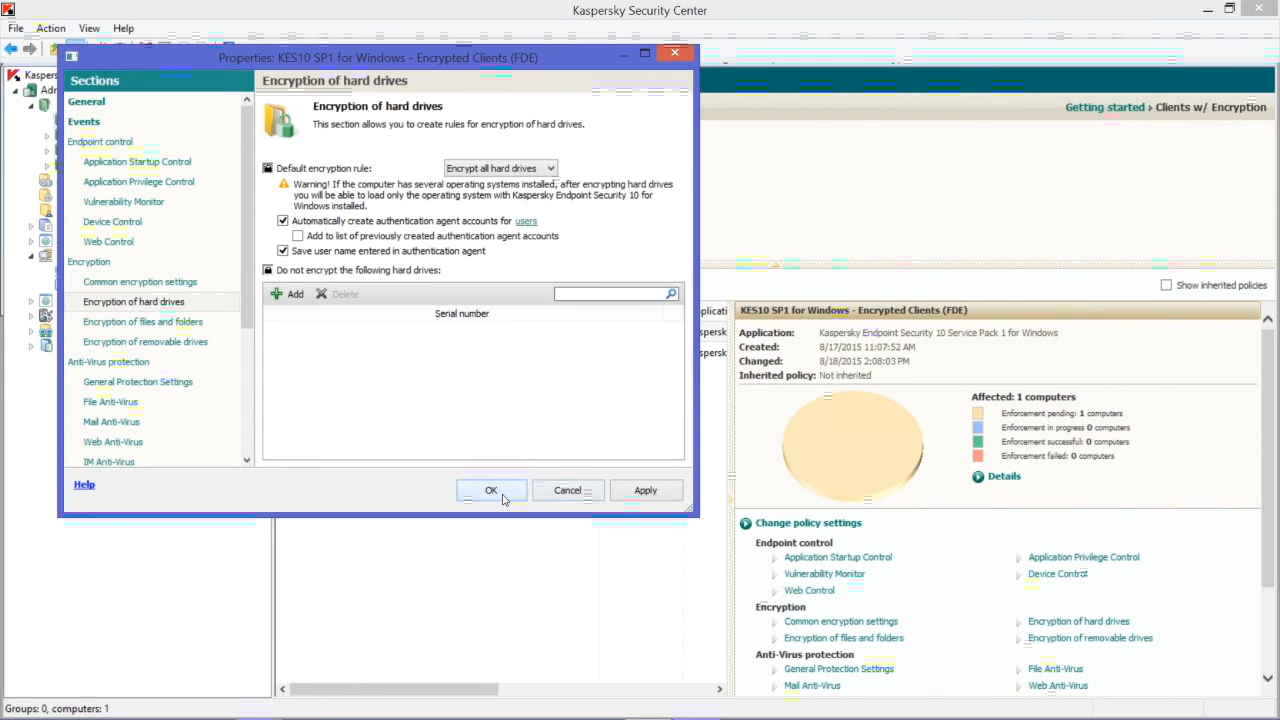 Kaspersky Security Center
File Action View Help
Properties: KES10 SP1 for Windows - Encrypted Clients (FDE)
Sections
General
Events
Endpoint control
Application Startup Control
Application Privilege Control
Vulnerability Monitor
Device Control
Web Control
Encryption
Common encryption settings
Encryption of hard drives
Encryption of files and folders
Encryption of removable drives
Anti-Virus protection
General Protection Settings
File Anti-Virus
Mail Anti-Virus
Web Anti-Virus
IM Anti-Virus
Encryption of hard drives
Encryption of hard drives
This section allows you to create rules for encryption of hard drives.
Default encryption rule: Encrypt all hard drives
Warning! If the computer has several operating systems installed, after encrypting hard drives
you will be able to load only the operating system with Kaspersky Endpoint Security 10 for
Windows installed.
Automatically create authentication agent accounts for users
Add to list of previously created authentication agent accounts
Save user name entered in authentication agent
Do not encrypt the following hard drives:
Add Delete
Serial number
Help
OK Cancel Apply
Getting started › Clients w/ Encryption
Show inherited policies
KES10 SP1 for Windows - Encrypted Clients (FDE)
Application: Kaspersky Endpoint Security 10 Service Pack 1 for Windows
Created: 8/17/2015 11:07:52 AM
Changed: 8/18/2015 2:08:03 PM
Inherited policy: Not inherited
Affected: 1 computers
Enforcement pending: 1 computers
Enforcement in progress 0 computers
Enforcement successful: 0 computers
Enforcement failed: 0 computers
Details
Change policy settings
Endpoint control
Application Startup Control Application Privilege Control
Vulnerability Monitor Device Control
Web Control
Encryption
Common encryption settings Encryption of hard drives
Encryption of files and folders Encryption of removable drives
Anti-Virus protection
General Protection Settings File Anti-Virus
Mail Anti-Virus Web Anti-Virus
Groups: 0, computers: 1